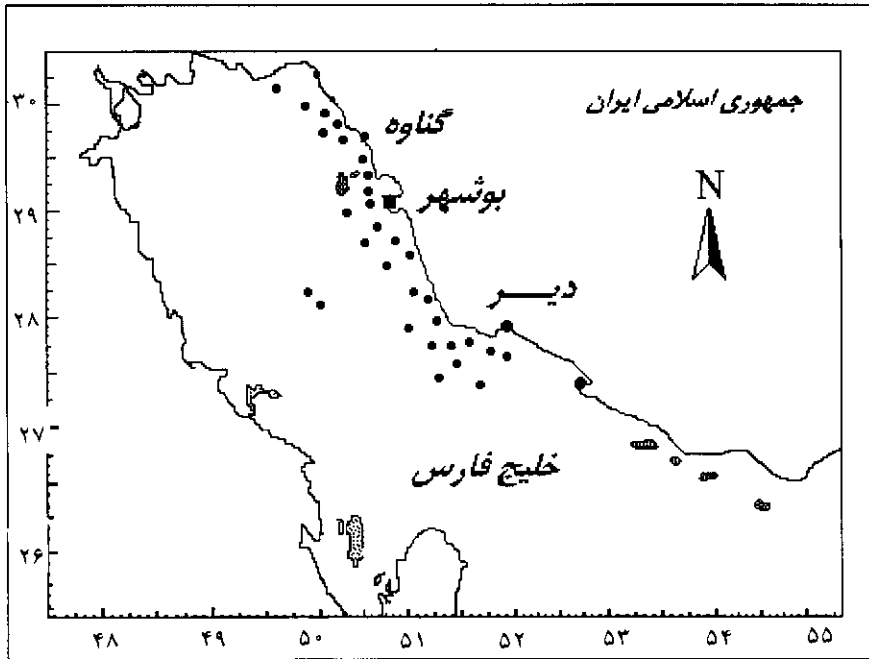 جمهوری اسلامی ایران
گناوه
بوشهر
N
دیــر
خلیج فارس
۳۰
۲۹
۲۸
۲۷
۲۶
۴۸ ۴۹ ۵۰ ۵۱ ۵۲ ۵۳ ۵۴ ۵۵